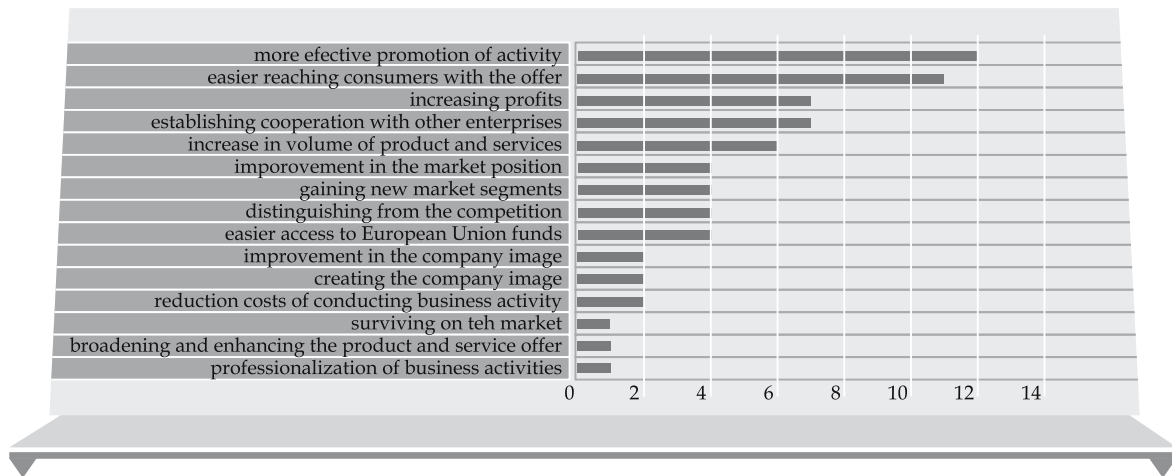 more efective promotion of activity
easier reaching consumers with the offer
increasing profits
establishing cooperation with other enterprises
increase in volume of product and services
imporovement in the market position
gaining new market segments
distinguishing from the competition
easier access to European Union funds
improvement in the company image
creating the company image
reduction costs of conducting business activity
surviving on teh market
broadening and enhancing the product and service offer
professionalization of business activities
0 2 4 6 8 10 12 14